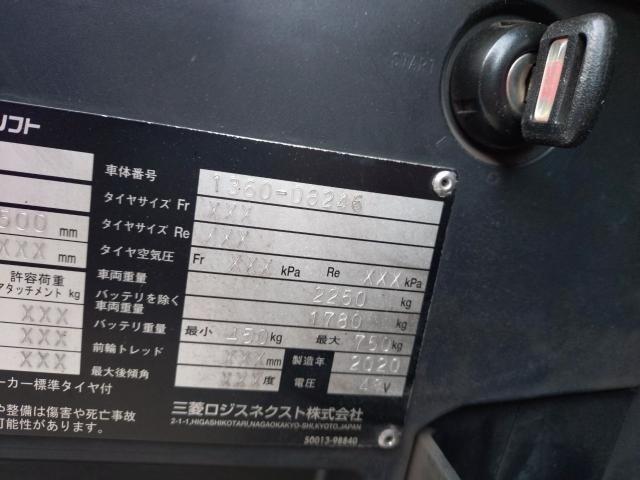 START
リフト
車体番号 1360-08246
タイヤサイズ Fr XXX
タイヤサイズ Re XXX
500 mm
タイヤ空気圧 Fr XXX kPa Re XXX kPa
XXX mm
車両重量 2250 kg
許容荷重
アタッチメント kg
バッテリを除く
車両重量 1780 kg
XXX
バッテリ重量 最小 450 kg 最大 750 kg
XXX
前輪トレッド XXX mm 製造年 2020
XXX
最大後傾角 XXX 度 電圧 48 V
ーカー標準タイヤ付
や整備は傷害や死亡事故
可能性があります。
三菱ロジスネクスト株式会社
2-1-1,HIGASHIKOTARI,NAGAOKAKYO-SHI,KYOTO,JAPAN
50013-98840